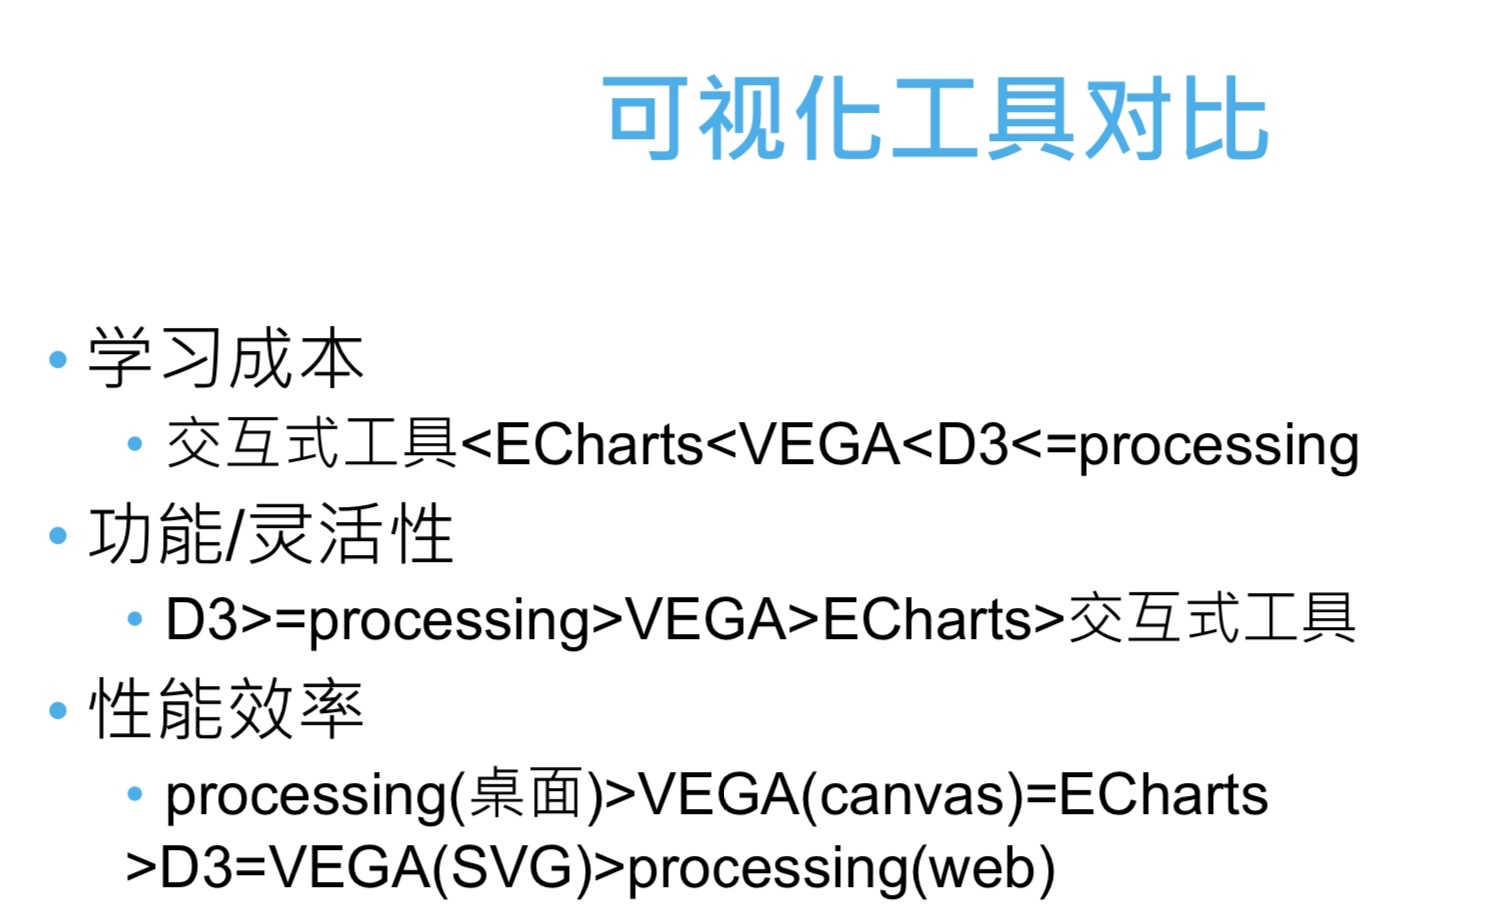 可视化工具对比
• 学习成本
• 交互式工具<ECharts<VEGA<D3<=processing
• 功能/灵活性
• D3>=processing>VEGA>ECharts>交互式工具
• 性能效率
• processing(桌面)>VEGA(canvas)=ECharts
>D3=VEGA(SVG)>processing(web)